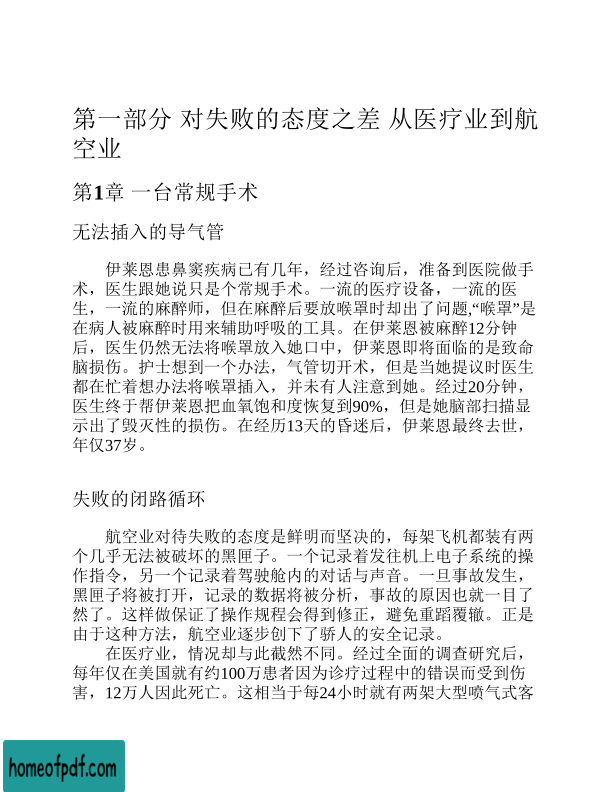 第一部分 对失败的态度之差 从医疗业到航
空业
第1章 一台常规手术
无法插入的导气管
伊莱恩患鼻窦疾病已有几年，经过咨询后，准备到医院做手
术，医生跟她说只是个常规手术。一流的医疗设备，一流的医
生，一流的麻醉师，但在麻醉后要放喉罩时却出了问题,“喉罩”是
在病人被麻醉时用来辅助呼吸的工具。在伊莱恩被麻醉12分钟
后，医生仍然无法将喉罩放入她口中，伊莱恩即将面临的是致命
脑损伤。护士想到一个办法，气管切开术，但是当她提议时医生
都在忙着想办法将喉罩插入，并未有人注意到她。经过20分钟，
医生终于帮伊莱恩把血氧饱和度恢复到90%，但是她脑部扫描显
示出了毁灭性的损伤。在经历13天的昏迷后，伊莱恩最终去世，
年仅37岁。
失败的闭路循环
航空业对待失败的态度是鲜明而坚决的，每架飞机都装有两
个几乎无法被破坏的黑匣子。一个记录着发往机上电子系统的操
作指令，另一个记录着驾驶舱内的对话与声音。一旦事故发生，
黑匣子将被打开，记录的数据将被分析，事故的原因也就一目了
然了。这样做保证了操作规程会得到修正，避免重蹈覆辙。正是
由于这种方法，航空业逐步创下了骄人的安全记录。
在医疗业，情况却与此截然不同。经过全面的调查研究后，
每年仅在美国就有约100万患者因为诊疗过程中的错误而受到伤
害，12万人因此死亡。这相当于每24小时就有两架大型喷气式客
homeofpdf.com